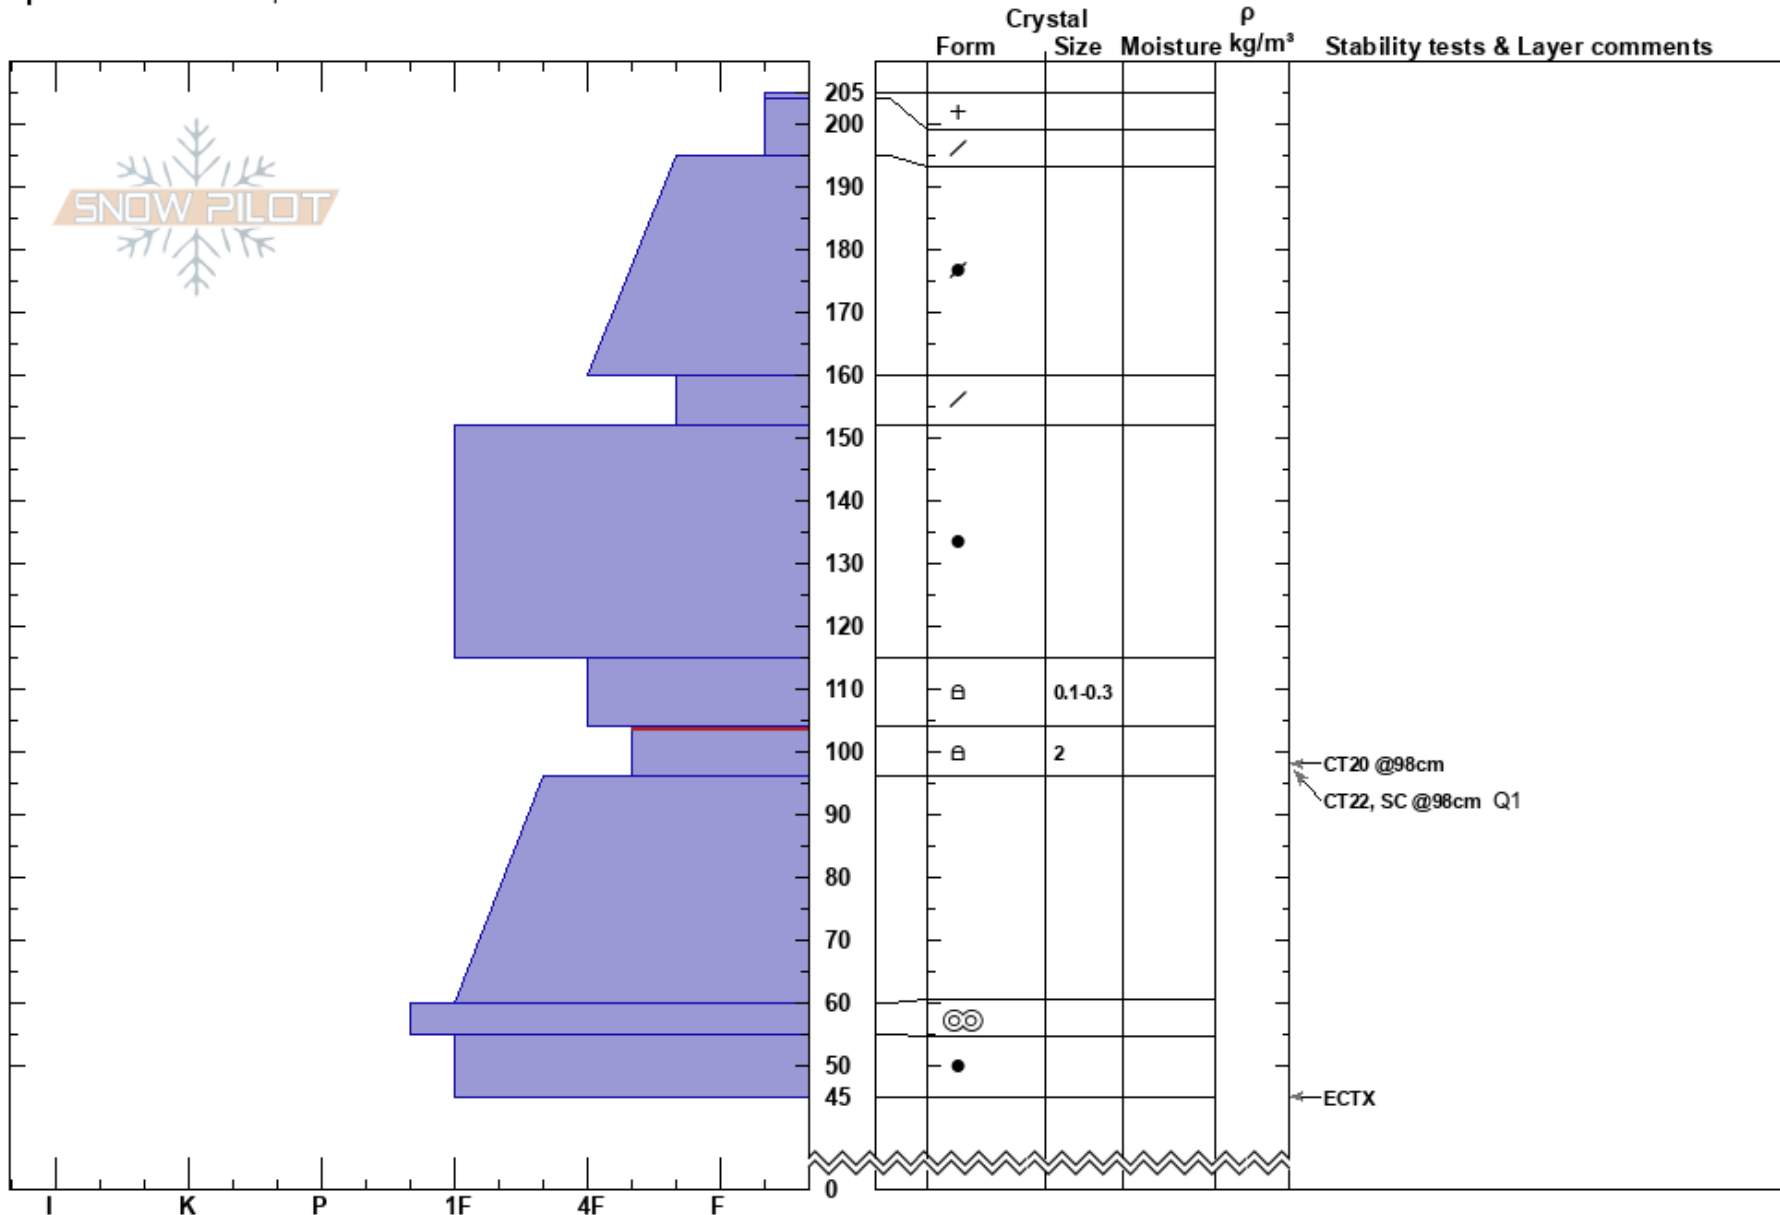 Crystal ρ
Form Size Moisture kg/m³ Stability tests & Layer comments
SNOW PILOT
205
200
190
180
170
160
150
140
130
120
110 0.1-0.3
100 2
CT20 @98cm
CT22, SC @98cm Q1
90
80
70
60
50
45 ECTX
0
I K P 1F 4F F